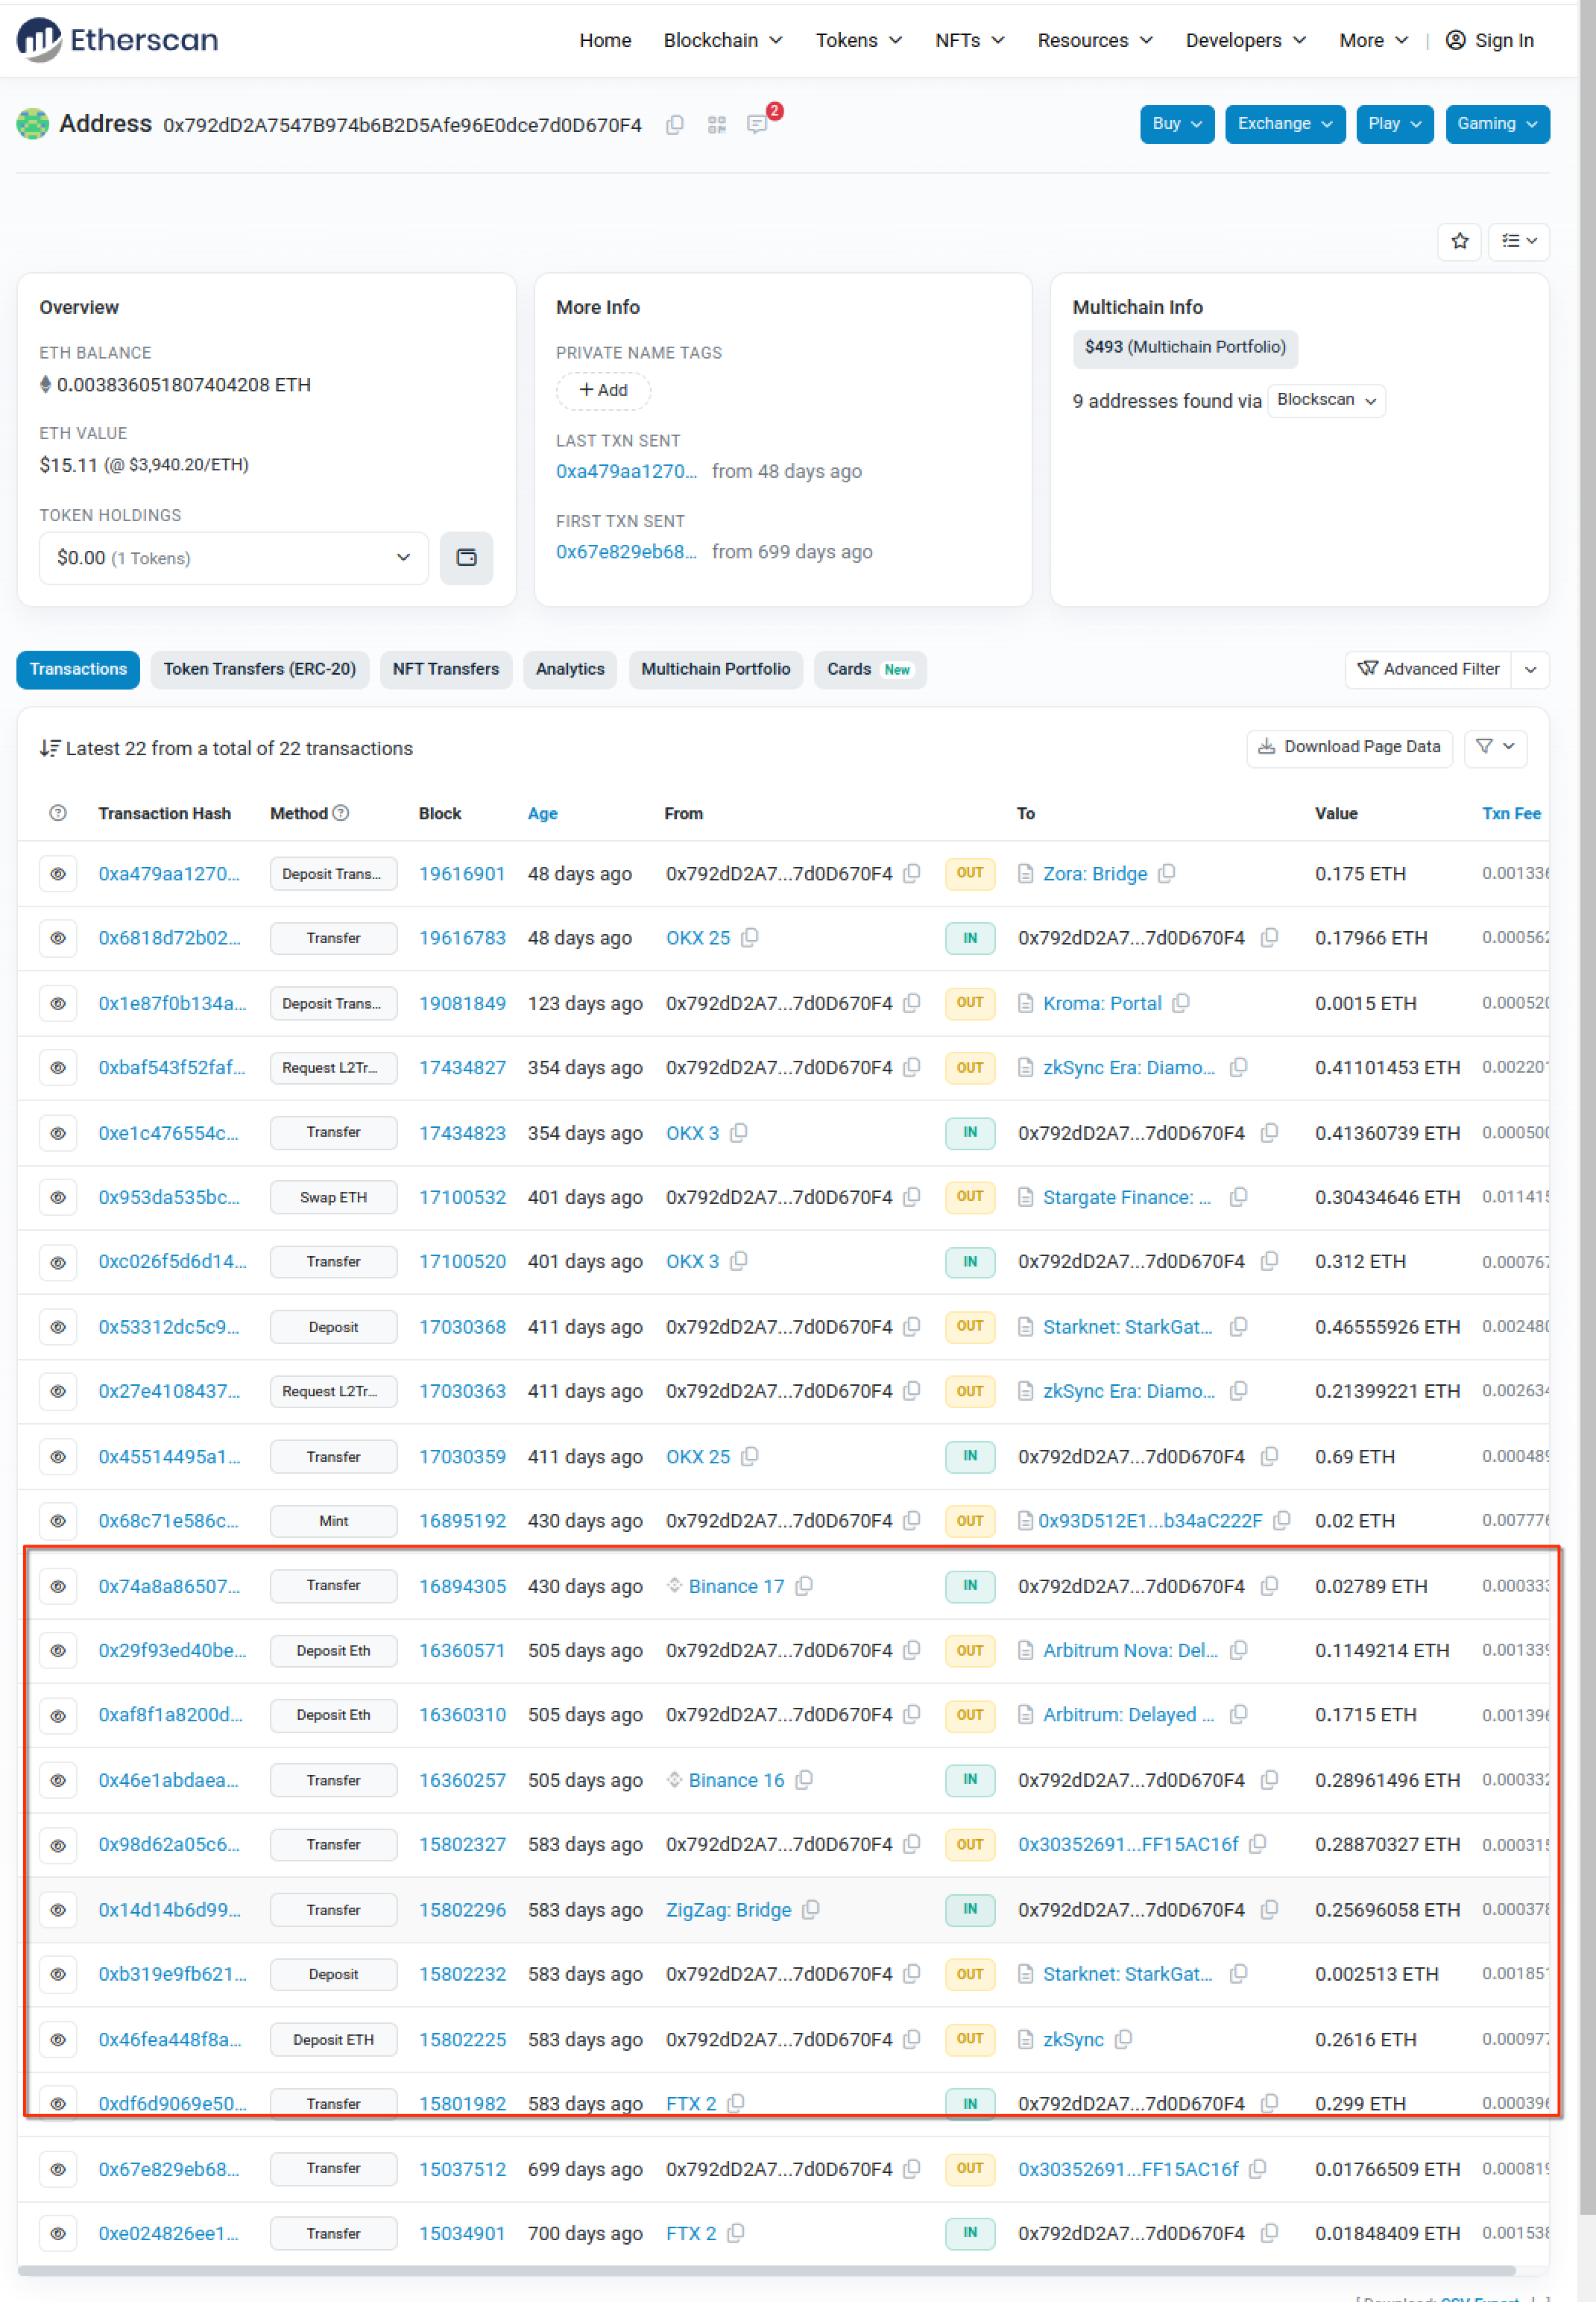 Etherscan
Home Blockchain Tokens NFTs Resources Developers More | Sign In
Address 0x792dD2A7547B974b6B2D5Afe96E0dce7d0D670F4 2 Buy Exchange Play Gaming
Overview
ETH BALANCE
0.003836051807404208 ETH
ETH VALUE
$15.11 (@ $3,940.20/ETH)
TOKEN HOLDINGS
$0.00 (1 Tokens)
More Info
PRIVATE NAME TAGS
+ Add
LAST TXN SENT
0xa479aa1270... from 48 days ago
FIRST TXN SENT
0x67e829eb68... from 699 days ago
Multichain Info
$493 (Multichain Portfolio)
9 addresses found via Blockscan
Transactions Token Transfers (ERC-20) NFT Transfers Analytics Multichain Portfolio Cards New Advanced Filter
Latest 22 from a total of 22 transactions Download Page Data
Transaction Hash Method Block Age From To Value Txn Fee
0xa479aa1270... Deposit Trans... 19616901 48 days ago 0x792dD2A7...7d0D670F4 OUT Zora: Bridge 0.175 ETH 0.001336
0x6818d72b02... Transfer 19616783 48 days ago OKX 25 IN 0x792dD2A7...7d0D670F4 0.17966 ETH 0.000562
0x1e87f0b134a... Deposit Trans... 19081849 123 days ago 0x792dD2A7...7d0D670F4 OUT Kroma: Portal 0.0015 ETH 0.000520
0xbaf543f52faf... Request L2Tr... 17434827 354 days ago 0x792dD2A7...7d0D670F4 OUT zkSync Era: Diamo... 0.41101453 ETH 0.002201
0xe1c476554c... Transfer 17434823 354 days ago OKX 3 IN 0x792dD2A7...7d0D670F4 0.41360739 ETH 0.000500
0x953da535bc... Swap ETH 17100532 401 days ago 0x792dD2A7...7d0D670F4 OUT Stargate Finance: ... 0.30434646 ETH 0.011415
0xc026f5d6d14... Transfer 17100520 401 days ago OKX 3 IN 0x792dD2A7...7d0D670F4 0.312 ETH 0.000767
0x53312dc5c9... Deposit 17030368 411 days ago 0x792dD2A7...7d0D670F4 OUT Starknet: StarkGat... 0.46555926 ETH 0.002480
0x27e4108437... Request L2Tr... 17030363 411 days ago 0x792dD2A7...7d0D670F4 OUT zkSync Era: Diamo... 0.21399221 ETH 0.002634
0x45514495a1... Transfer 17030359 411 days ago OKX 25 IN 0x792dD2A7...7d0D670F4 0.69 ETH 0.000489
0x68c71e586c... Mint 16895192 430 days ago 0x792dD2A7...7d0D670F4 OUT 0x93D512E1...b34aC222F 0.02 ETH 0.007776
0x74a8a86507... Transfer 16894305 430 days ago Binance 17 IN 0x792dD2A7...7d0D670F4 0.02789 ETH 0.000333
0x29f93ed40be... Deposit Eth 16360571 505 days ago 0x792dD2A7...7d0D670F4 OUT Arbitrum Nova: Del... 0.1149214 ETH 0.001339
0xaf8f1a8200d... Deposit Eth 16360310 505 days ago 0x792dD2A7...7d0D670F4 OUT Arbitrum: Delayed ... 0.1715 ETH 0.001396
0x46e1abdaea... Transfer 16360257 505 days ago Binance 16 IN 0x792dD2A7...7d0D670F4 0.28961496 ETH 0.000332
0x98d62a05c6... Transfer 15802327 583 days ago 0x792dD2A7...7d0D670F4 OUT 0x30352691...FF15AC16f 0.28870327 ETH 0.000315
0x14d14b6d99... Transfer 15802296 583 days ago ZigZag: Bridge IN 0x792dD2A7...7d0D670F4 0.25696058 ETH 0.000378
0xb319e9fb621... Deposit 15802232 583 days ago 0x792dD2A7...7d0D670F4 OUT Starknet: StarkGat... 0.002513 ETH 0.001851
0x46fea448f8a... Deposit ETH 15802225 583 days ago 0x792dD2A7...7d0D670F4 OUT zkSync 0.2616 ETH 0.000977
0xdf6d9069e50... Transfer 15801982 583 days ago FTX 2 IN 0x792dD2A7...7d0D670F4 0.299 ETH 0.000396
0x67e829eb68... Transfer 15037512 699 days ago 0x792dD2A7...7d0D670F4 OUT 0x30352691...FF15AC16f 0.01766509 ETH 0.000819
0xe024826ee1... Transfer 15034901 700 days ago FTX 2 IN 0x792dD2A7...7d0D670F4 0.01848409 ETH 0.001538
[ Download: CSV Export ]